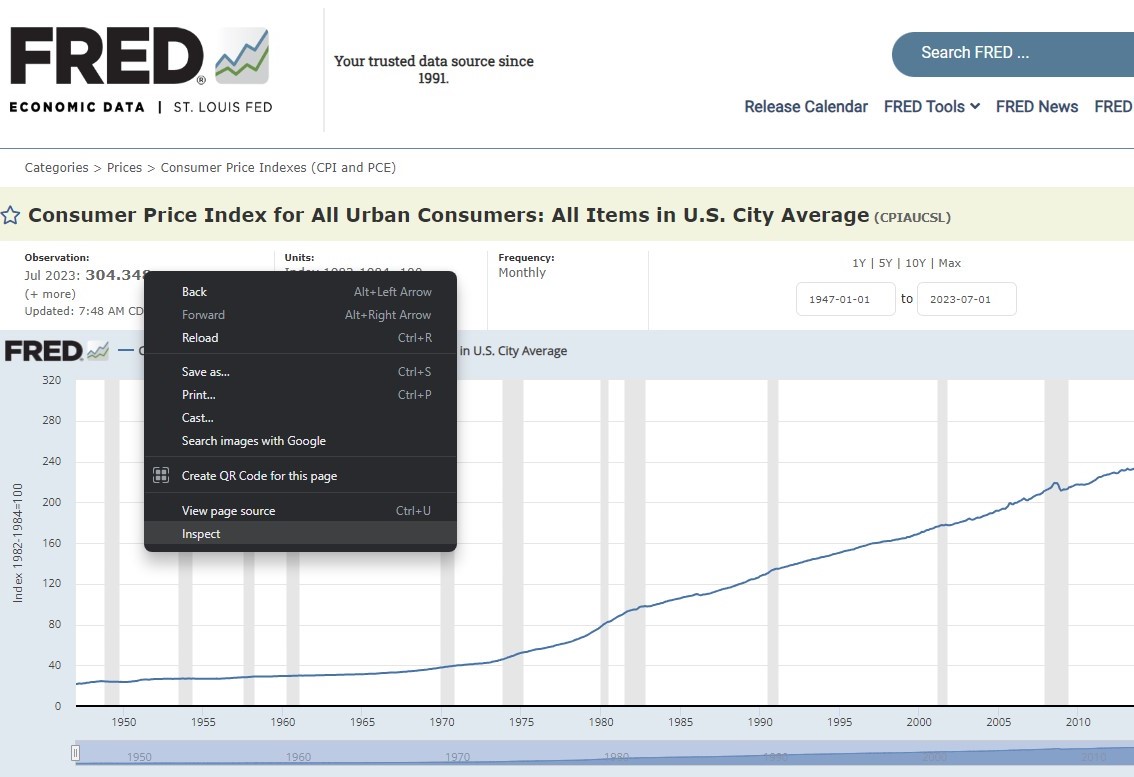 FRED®
ECONOMIC DATA | ST. LOUIS FED
Your trusted data source since
1991.
Search FRED ...
Release Calendar FRED Tools FRED News FRED
Categories > Prices > Consumer Price Indexes (CPI and PCE)
Consumer Price Index for All Urban Consumers: All Items in U.S. City Average (CPIAUCSL)
Observation:
Jul 2023: 304.348
(+ more)
Updated: 7:48 AM CD
Units:
Index 1982-1984=100
Frequency:
Monthly
1Y | 5Y | 10Y | Max
1947-01-01 to 2023-07-01
Back Alt+Left Arrow
Forward Alt+Right Arrow
Reload Ctrl+R
Save as... Ctrl+S
Print... Ctrl+P
Cast...
Search images with Google
Create QR Code for this page
View page source Ctrl+U
Inspect
FRED
in U.S. City Average
Index 1982-1984=100
320
280
240
200
160
120
80
40
0
1950 1955 1960 1965 1970 1975 1980 1985 1990 1995 2000 2005 2010
1950 1960 1970 1980 1990 2000 2010